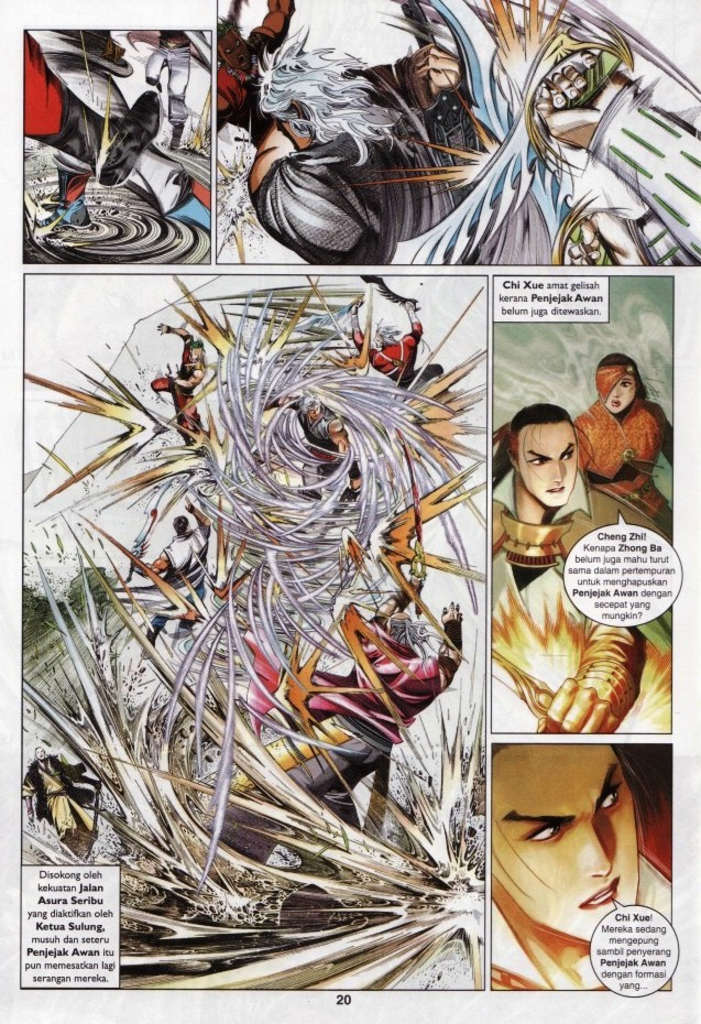 Chi Xue amat gelisah
kerana Penjejak Awan
belum juga ditewaskan.
Cheng Zhi!
Kenapa Zhong Ba
juga mahu turut
sama dalam pertempuran
untuk menghapuskan
Penjejak Awan dengan
secepat yang
mungkin?
Disokong oleh
kekuatan Jalan
Asura Seribu
yang diaktifkan oleh
Ketua Sulung,
musuh dan seteru
Penjejak Awan itu
pun memesatkan lagi
serangan mereka.
Chi Xue!
Mereka sedang
mengepung
sambil penyerang
Penjejak Awan
dengan formasi
yang...
20